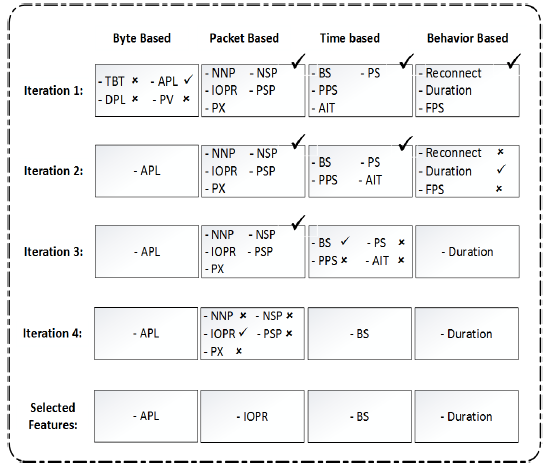 Byte Based Packet Based Time based Behavior Based
Iteration 1:
- TBT ✘ - APL ✓
- DPL ✘ - PV ✘
- NNP - NSP ✓
- IOPR - PSP
- PX
- BS - PS ✓
- PPS
- AIT
- Reconnect ✓
- Duration
- FPS
Iteration 2:
- APL
- NNP - NSP ✓
- IOPR - PSP
- PX
- BS - PS ✓
- PPS - AIT
- Reconnect ✘
- Duration ✓
- FPS ✘
Iteration 3:
- APL
- NNP - NSP ✓
- IOPR - PSP
- PX
- BS ✓ - PS ✘
- PPS ✘ - AIT ✘
- Duration
Iteration 4:
- APL
- NNP ✘ - NSP ✘
- IOPR ✓ - PSP ✘
- PX ✘
- BS
- Duration
Selected
Features:
- APL
- IOPR
- BS
- Duration